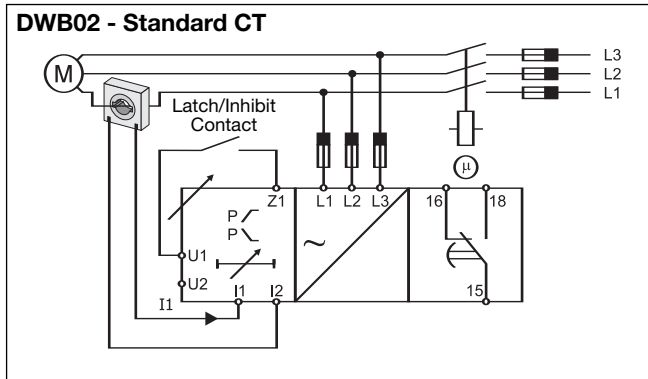 DWB02 - Standard CT
L3
L2
L1
M
Latch/Inhibit
Contact
μ
Z1
L1
L2
L3
16
18
P
P
~
U1
U2
I1
I1
I2
15